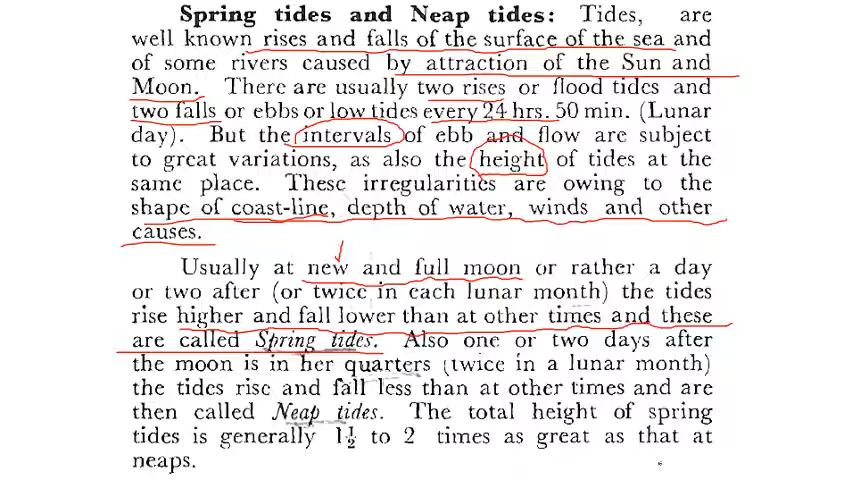 Spring tides and Neap tides: Tides, are
well known rises and falls of the surface of the sea and
of some rivers caused by attraction of the Sun and
Moon. There are usually two rises or flood tides and
two falls or ebbs or low tides every 24 hrs. 50 min. (Lunar
day). But the intervals of ebb and flow are subject
to great variations, as also the height of tides at the
same place. These irregularities are owing to the
shape of coast-line, depth of water, winds and other
causes.
Usually at new and full moon or rather a day
or two after (or twice in each lunar month) the tides
rise higher and fall lower than at other times and these
are called Spring tides. Also one or two days after
the moon is in her quarters (twice in a lunar month)
the tides rise and fall less than at other times and are
then called Neap tides. The total height of spring
tides is generally 1½ to 2 times as great as that at
neaps.